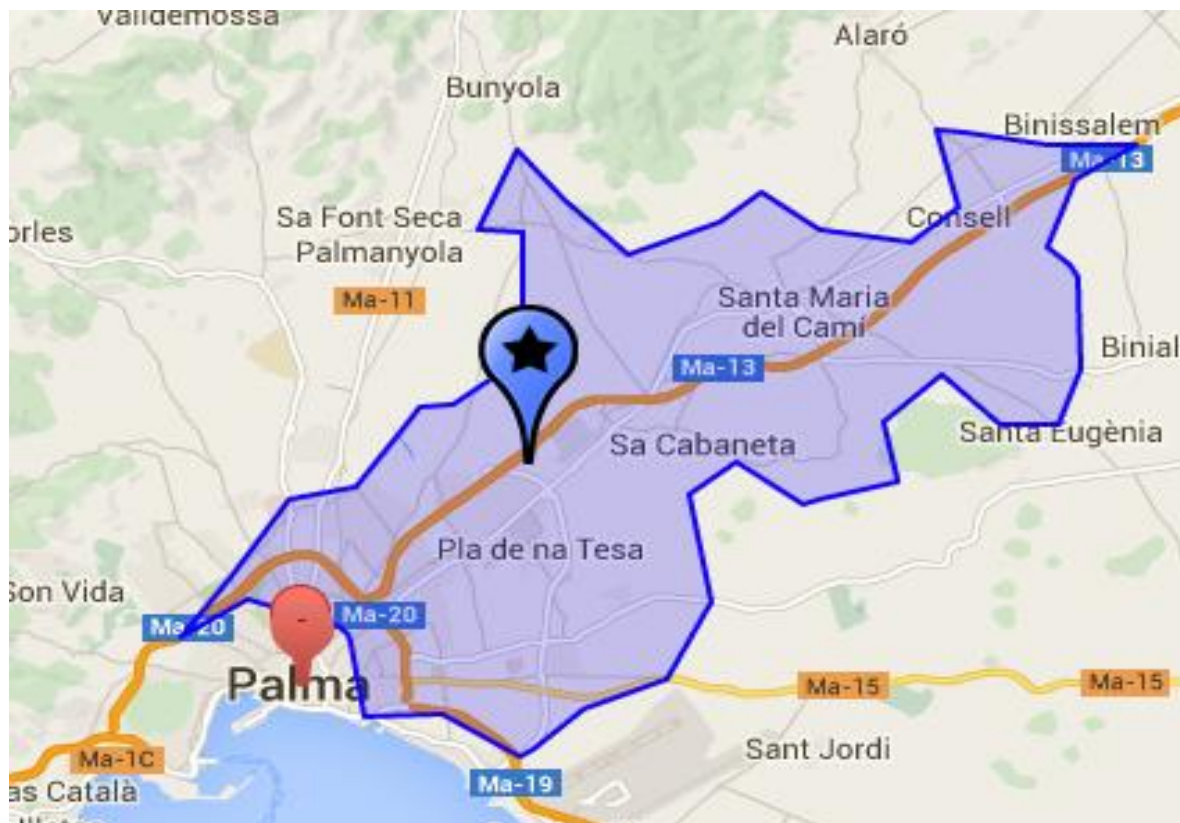 Valldemossa
Alaró
Bunyola
Binissalem
Ma-13
Sa Font Seca
Palmanyola
Consell
orles
Ma-11
Santa Maria
del Camí
Binial
Ma-13
Santa Eugènia
Sa Cabaneta
Pla de na Tesa
Son Vida
Ma-20
Ma-20
Palma
Ma-15
Ma-15
Sant Jordi
Ma-1C
Ma-19
as Català